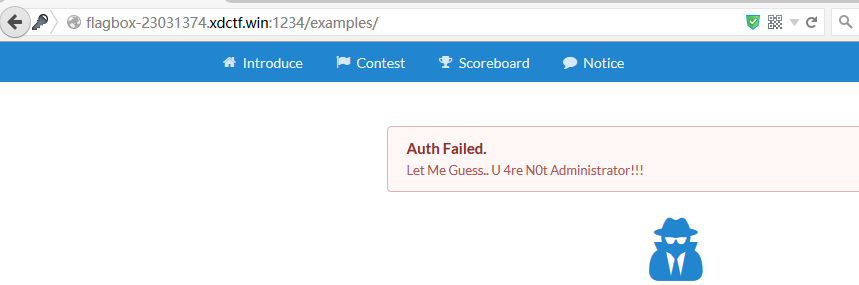 flagbox-23031374.xdctf.win:1234/examples/
Introduce Contest Scoreboard Notice
Auth Failed.
Let Me Guess.. U 4re N0t Administrator!!!